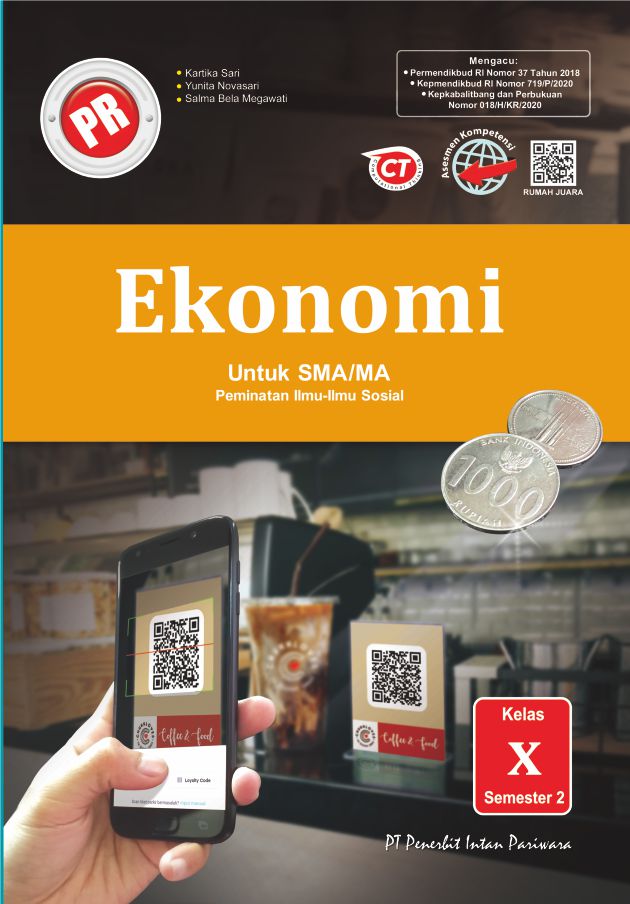 PR
Kartika Sari
Yunita Novasari
Salma Bela Megawati
Mengacu:
Permendikbud RI Nomor 37 Tahun 2018
Kepmendikbud RI Nomor 719/P/2020
Kepkabalitbang dan Perbukuan
Nomor 018/H/KR/2020
CT
Computational Thinking
Asesmen Kompetensi
RUMAH JUARA
Ekonomi
Untuk SMA/MA
Peminatan Ilmu-Ilmu Sosial
BANK INDONESIA
1000
RUPIAH
Coffee & Food
Loyalty Code
Coffee & Food
Kelas
X
Semester 2
PT Penerbit Intan Pariwara